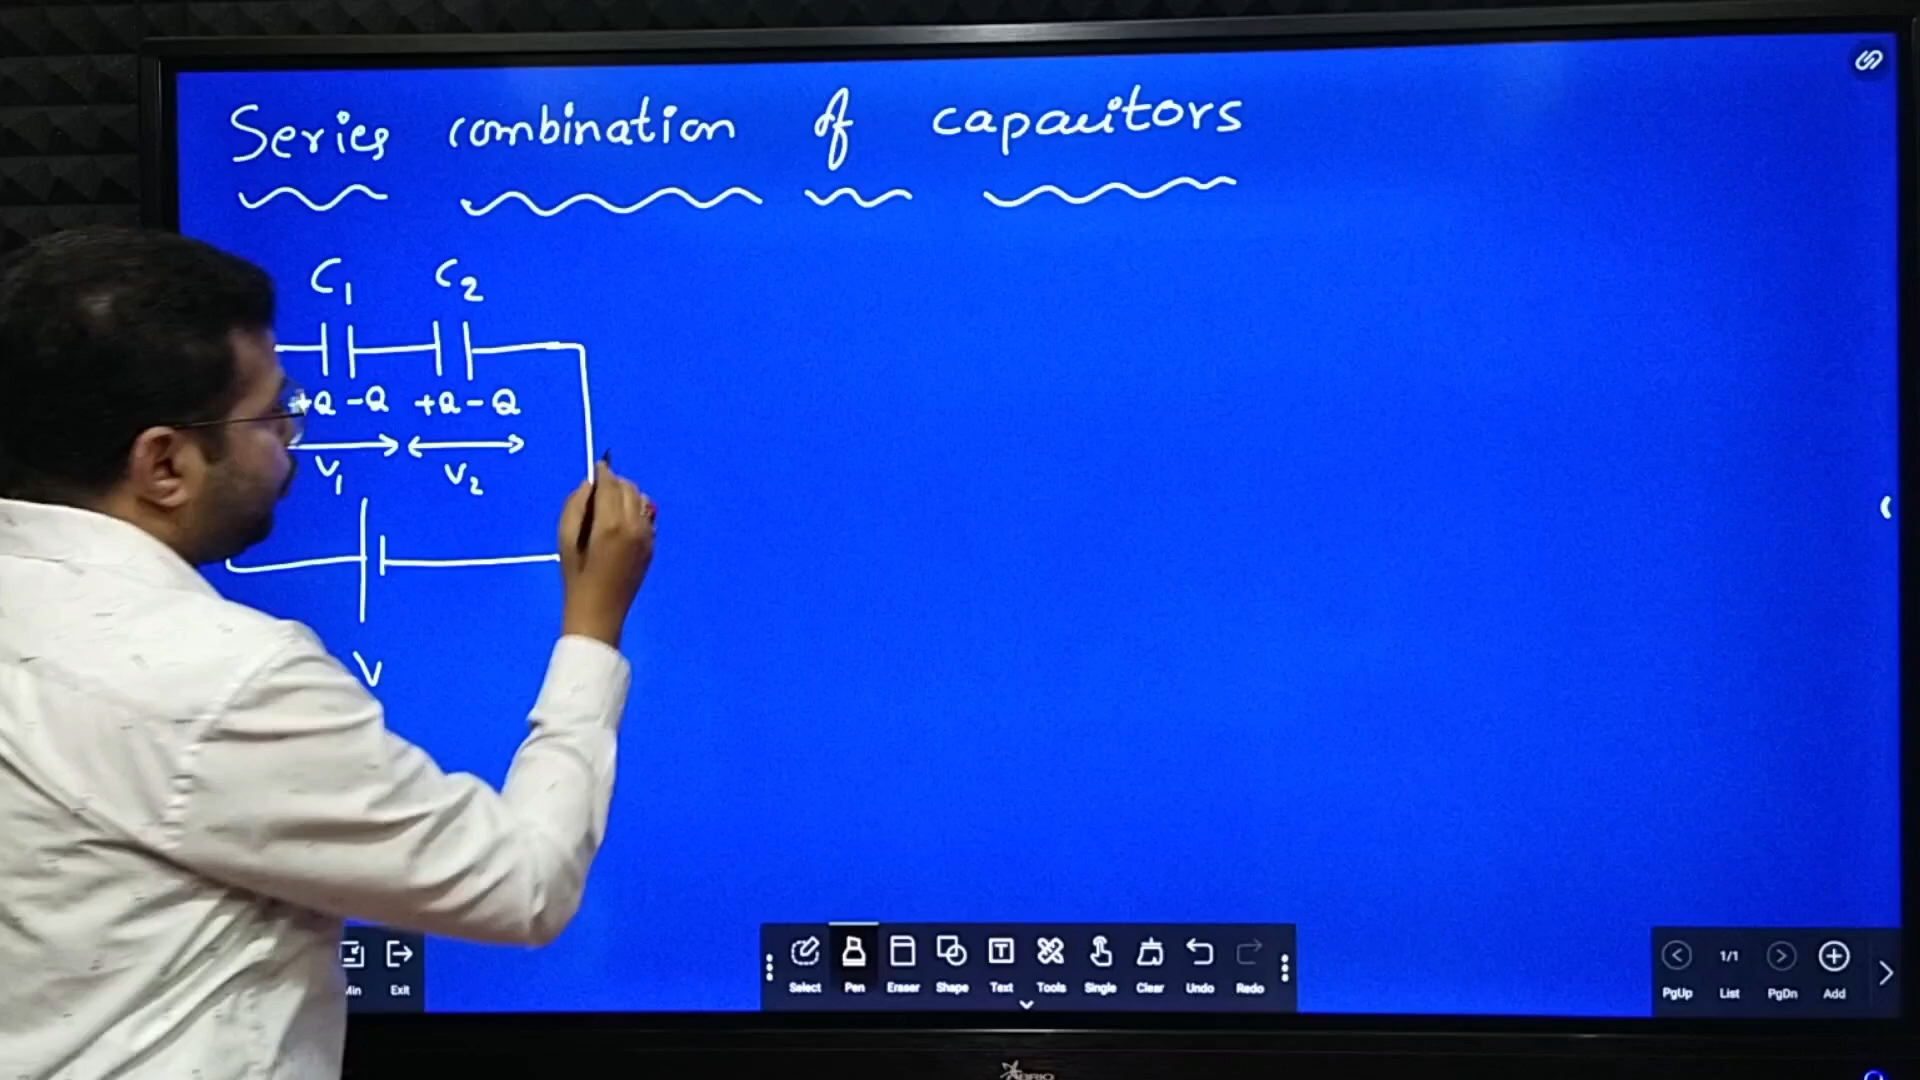 Series combination of capacitors
C1 C2
+Q -Q +Q - Q
V1 V2
V
Min Exit Select Pen Eraser Shape Text Tools Single Clear Undo Redo PgUp List PgDn Add
1/1